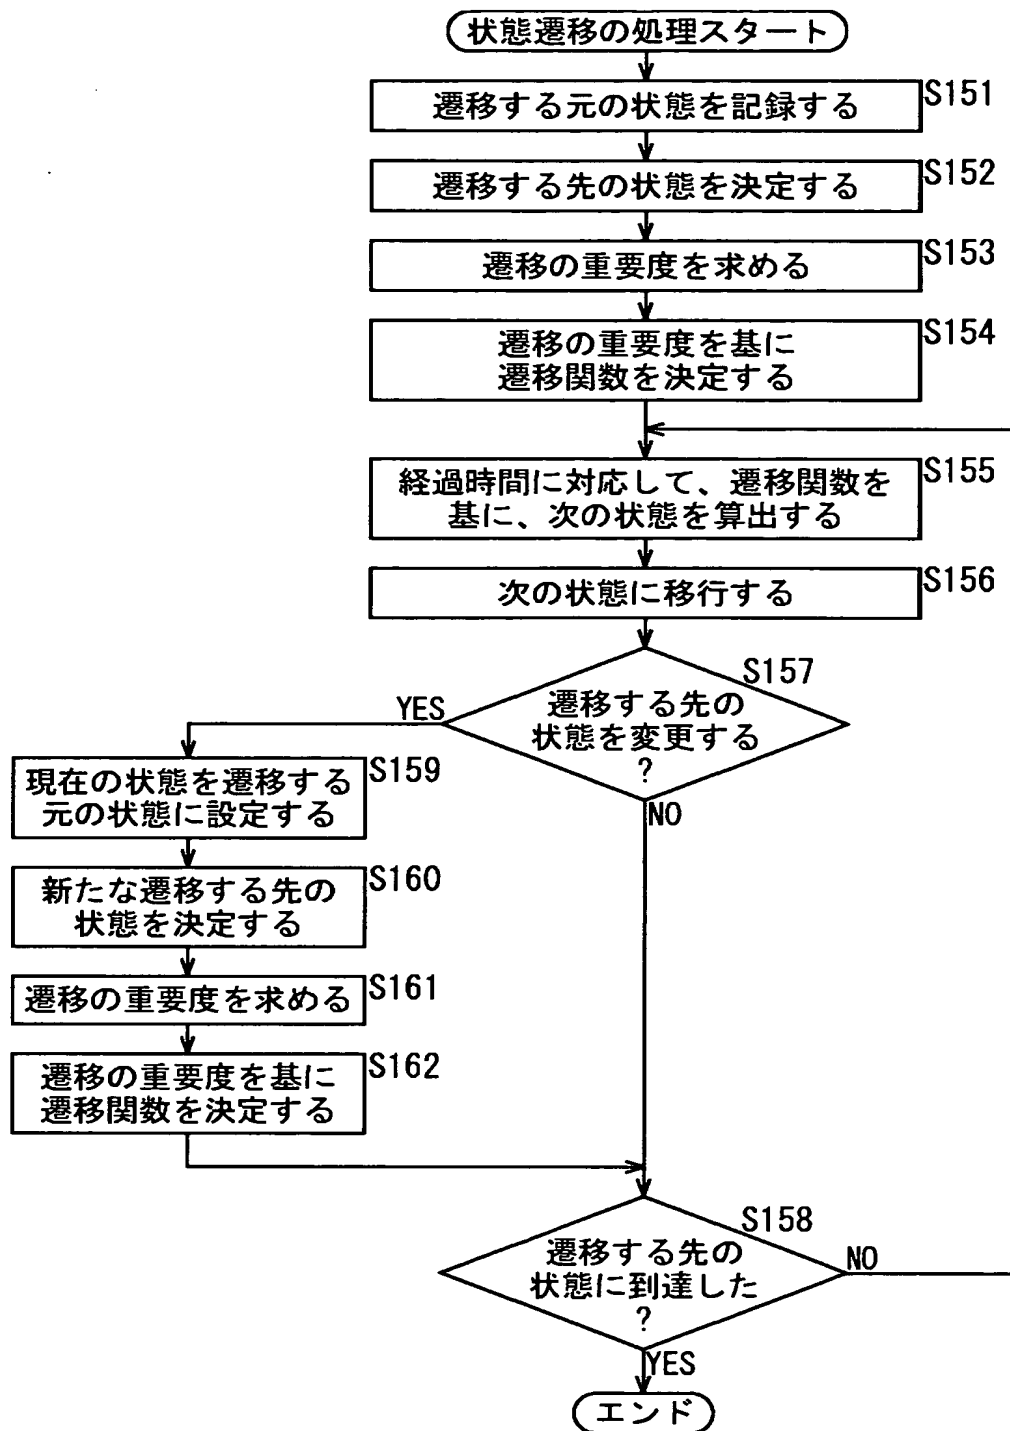 状態遷移の処理スタート
S151
遷移する元の状態を記録する
S152
遷移する先の状態を決定する
S153
遷移の重要度を求める
S154
遷移の重要度を基に
遷移関数を決定する
S155
経過時間に対応して、遷移関数を
基に、次の状態を算出する
S156
次の状態に移行する
S157
遷移する先の
状態を変更する
?
YES
NO
S159
現在の状態を遷移する
元の状態に設定する
S160
新たな遷移する先の
状態を決定する
S161
遷移の重要度を求める
S162
遷移の重要度を基に
遷移関数を決定する
S158
遷移する先の
状態に到達した
?
NO
YES
エンド